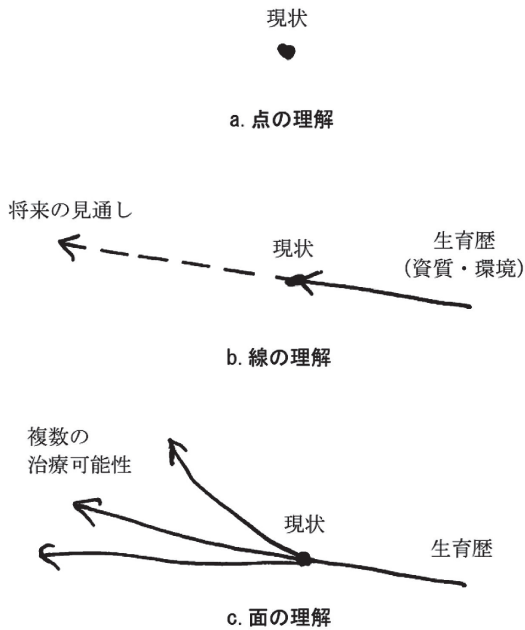 現状
a. 点の理解
将来の見通し
現状
生育歴
(資質・環境)
b. 線の理解
複数の
治療可能性
現状
生育歴
c. 面の理解